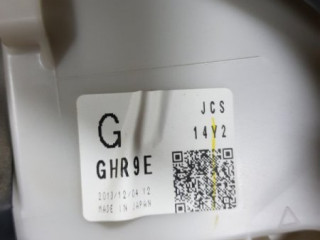 JCS
G
14Y2
GHR9E
2013/12/04 Y2
MADE IN JAPAN